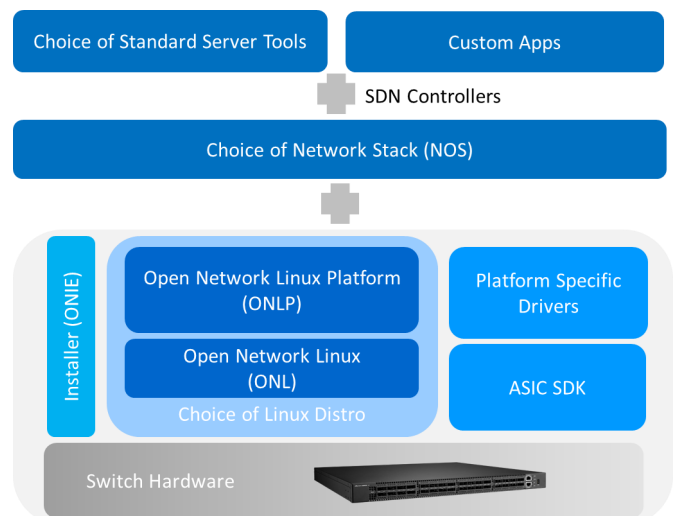 Choice of Standard Server Tools
Custom Apps
SDN Controllers
Choice of Network Stack (NOS)
Installer (ONIE)
Open Network Linux Platform
(ONLP)
Open Network Linux
(ONL)
Choice of Linux Distro
Platform Specific
Drivers
ASIC SDK
Switch Hardware